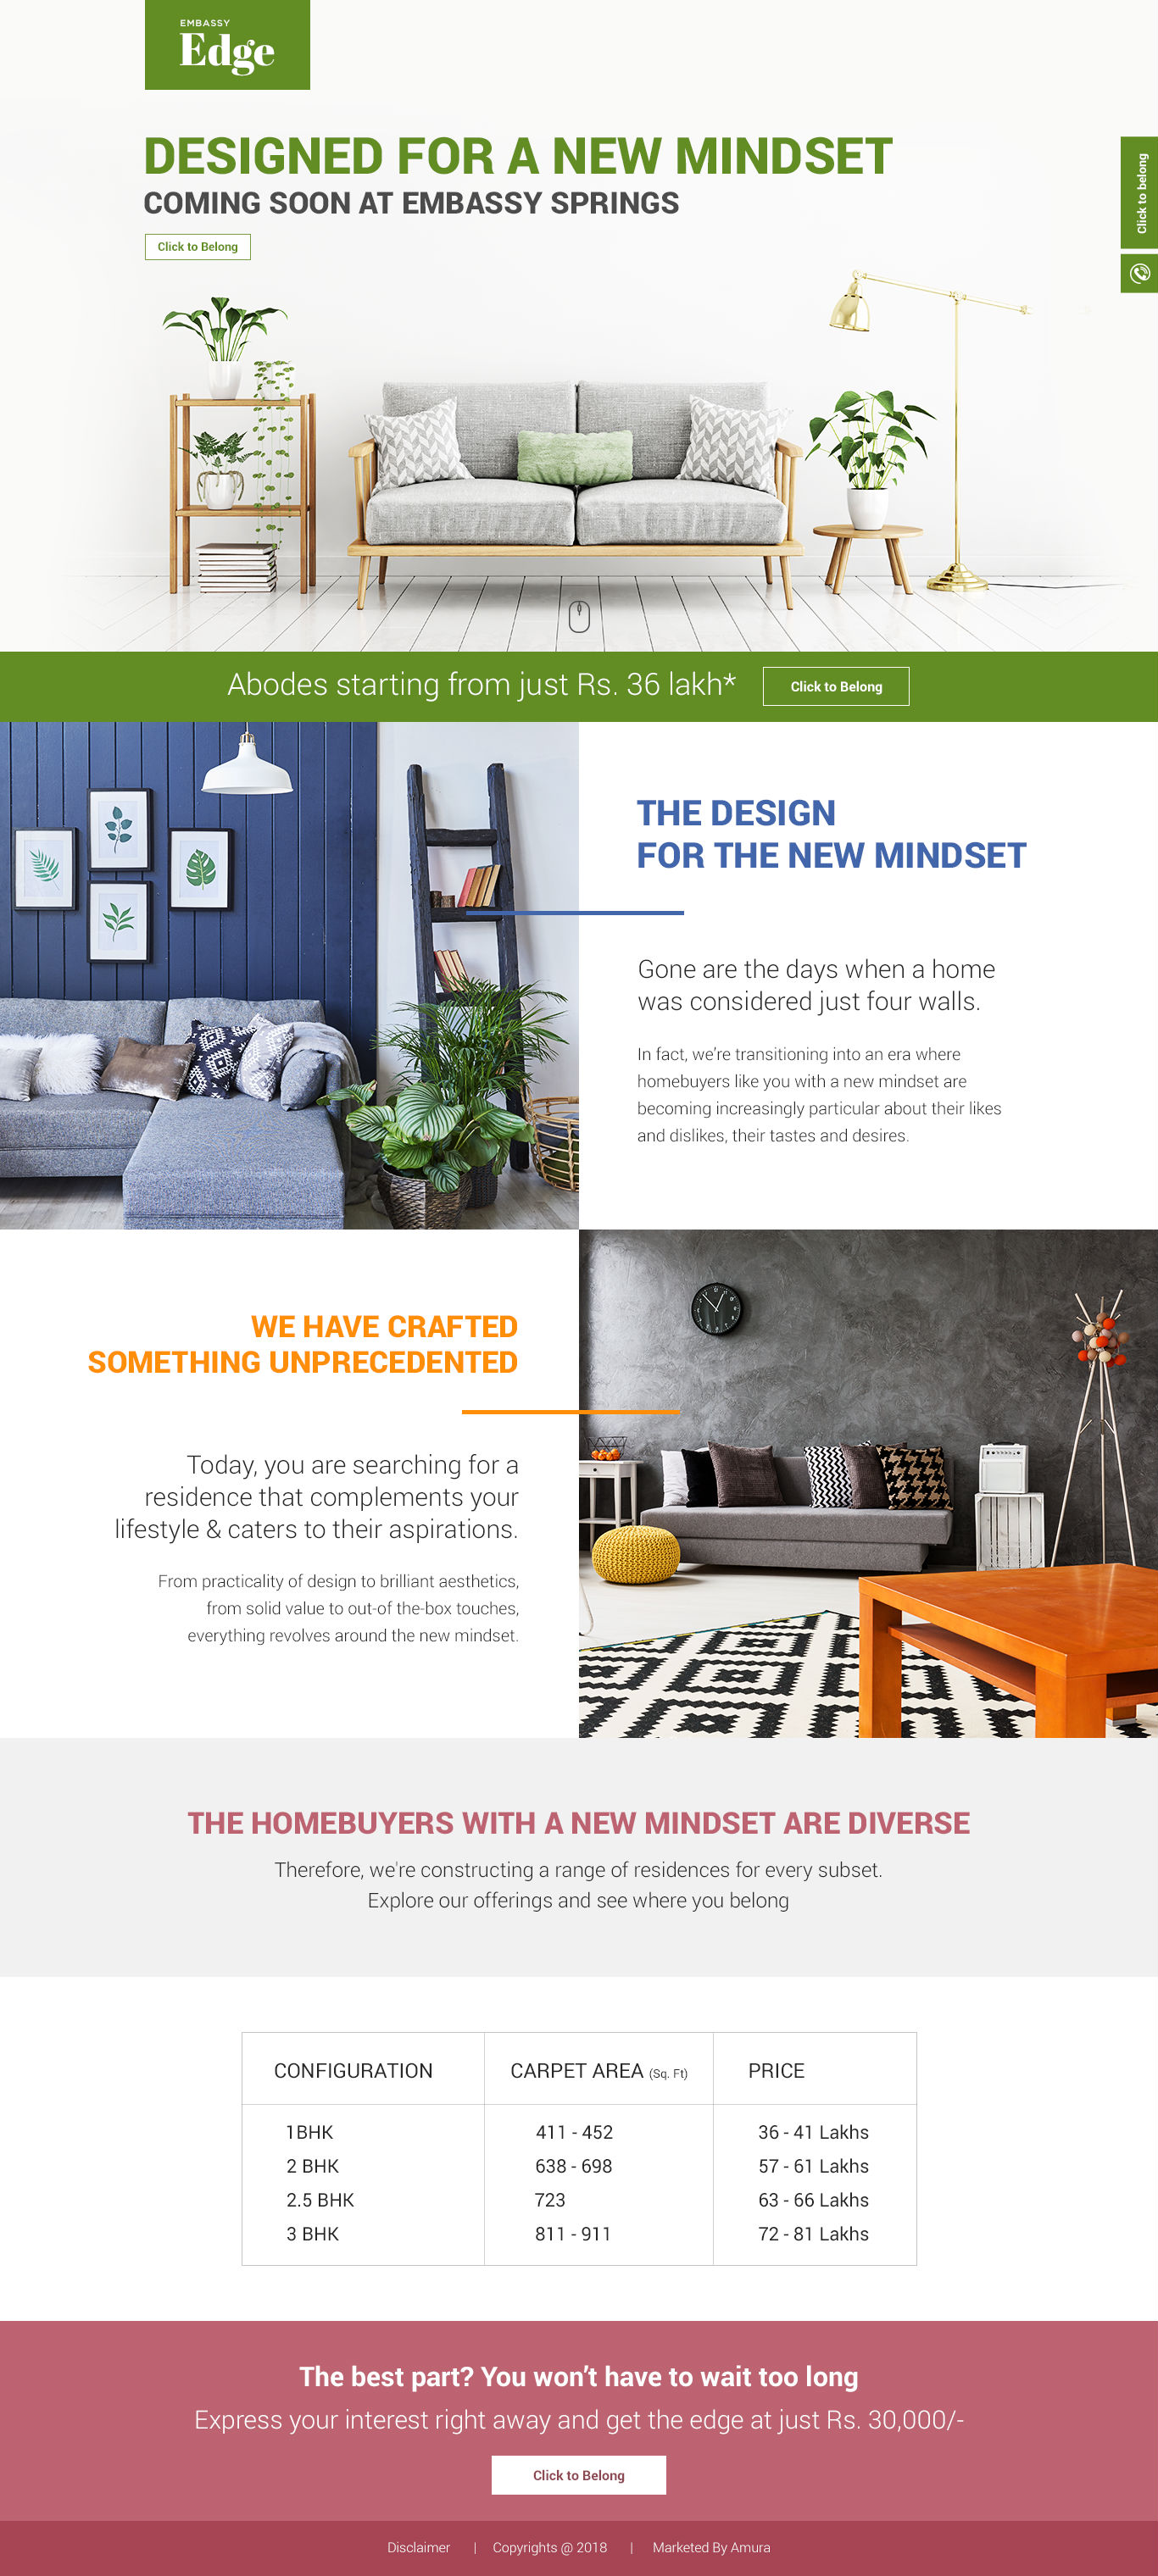 EMBASSY
Edge
DESIGNED FOR A NEW MINDSET
COMING SOON AT EMBASSY SPRINGS
Click to Belong
Click to belong
Abodes starting from just Rs. 36 lakh*
Click to Belong
THE DESIGN
FOR THE NEW MINDSET
Gone are the days when a home
was considered just four walls.
In fact, we're transitioning into an era where
homebuyers like you with a new mindset are
becoming increasingly particular about their likes
and dislikes, their tastes and desires.
WE HAVE CRAFTED
SOMETHING UNPRECEDENTED
Today, you are searching for a
residence that complements your
lifestyle & caters to their aspirations.
From practicality of design to brilliant aesthetics,
from solid value to out-of the-box touches,
everything revolves around the new mindset.
THE HOMEBUYERS WITH A NEW MINDSET ARE DIVERSE
Therefore, we're constructing a range of residences for every subset.
Explore our offerings and see where you belong
CONFIGURATION CARPET AREA (Sq. Ft) PRICE
1BHK 411 - 452 36 - 41 Lakhs
2 BHK 638 - 698 57 - 61 Lakhs
2.5 BHK 723 63 - 66 Lakhs
3 BHK 811 - 911 72 - 81 Lakhs
The best part? You won't have to wait too long
Express your interest right away and get the edge at just Rs. 30,000/-
Click to Belong
Disclaimer | Copyrights @ 2018 | Marketed By Amura